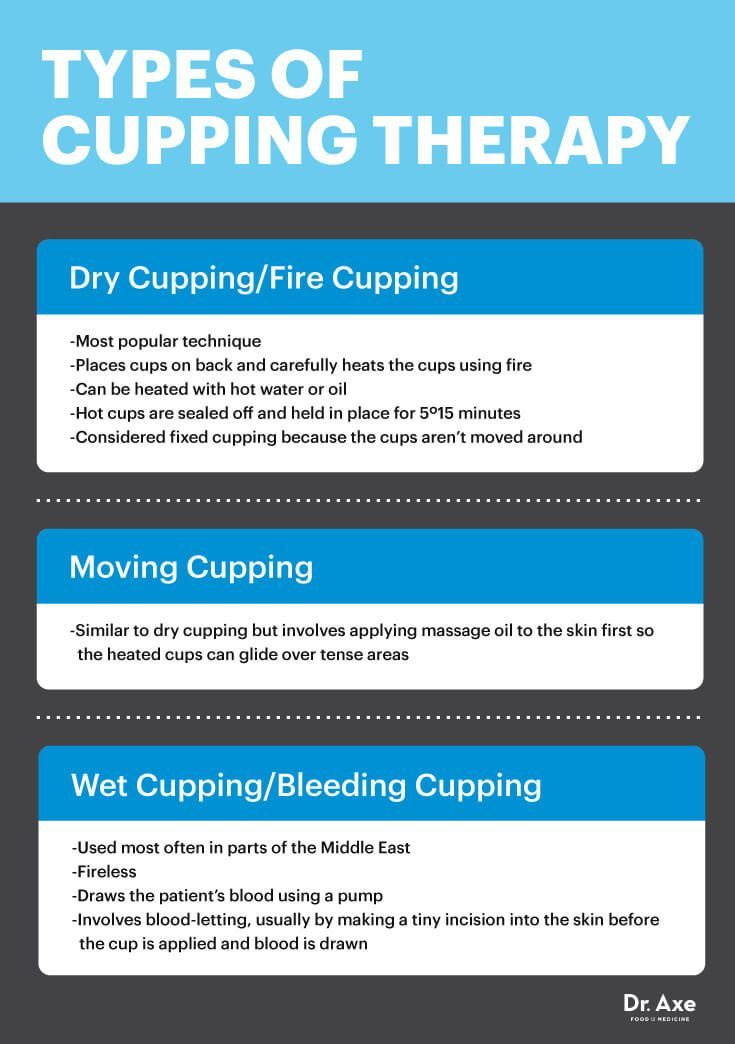 TYPES OF
CUPPING THERAPY
Dry Cupping/Fire Cupping
-Most popular technique
-Places cups on back and carefully heats the cups using fire
-Can be heated with hot water or oil
-Hot cups are sealed off and held in place for 5º15 minutes
-Considered fixed cupping because the cups aren’t moved around
Moving Cupping
-Similar to dry cupping but involves applying massage oil to the skin first so
the heated cups can glide over tense areas
Wet Cupping/Bleeding Cupping
-Used most often in parts of the Middle East
-Fireless
-Draws the patient’s blood using a pump
-Involves blood-letting, usually by making a tiny incision into the skin before
the cup is applied and blood is drawn
Dr. Axe
FOOD IS MEDICINE